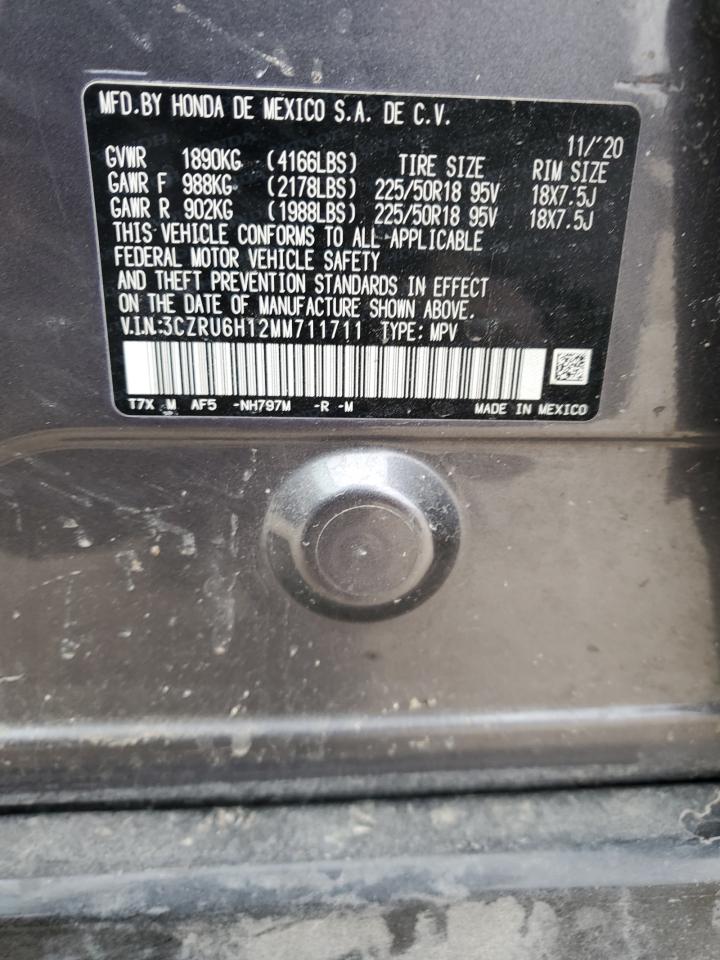 MFD.BY HONDA DE MEXICO S.A. DE C.V.
11/'20
GVWR 1890KG (4166LBS) TIRE SIZE RIM SIZE
GAWR F 988KG (2178LBS) 225/50R18 95V 18X7.5J
GAWR R 902KG (1988LBS) 225/50R18 95V 18X7.5J
THIS VEHICLE CONFORMS TO ALL APPLICABLE
FEDERAL MOTOR VEHICLE SAFETY
AND THEFT PREVENTION STANDARDS IN EFFECT
ON THE DATE OF MANUFACTURE SHOWN ABOVE.
V.I.N:3CZRU6H12MM711711 TYPE: MPV
T7X M AF5 -NH797M -R -M MADE IN MEXICO